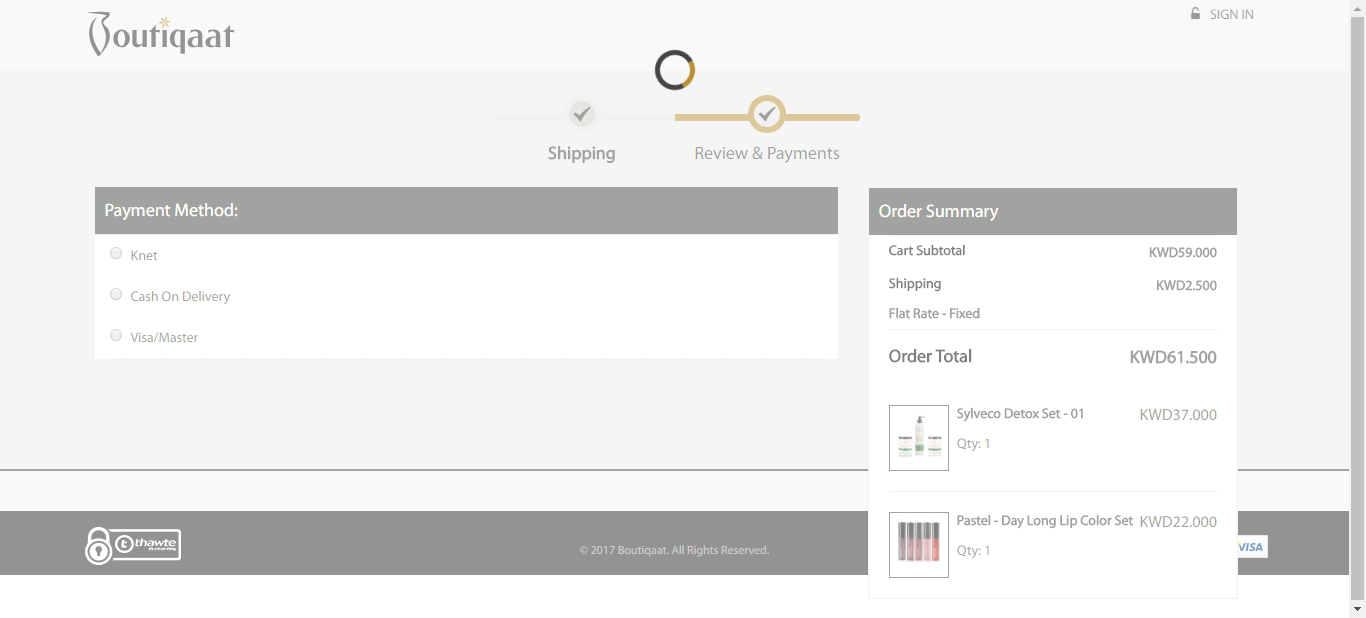 Boutiqaat
SIGN IN
Shipping
Review & Payments
Payment Method:
Knet
Cash On Delivery
Visa/Master
Order Summary
Cart Subtotal KWD59.000
Shipping KWD2.500
Flat Rate - Fixed
Order Total KWD61.500
Sylveco Detox Set - 01 KWD37.000
Qty: 1
Pastel - Day Long Lip Color Set KWD22.000
Qty: 1
t thawte
© 2017 Boutiqaat. All Rights Reserved.
VISA